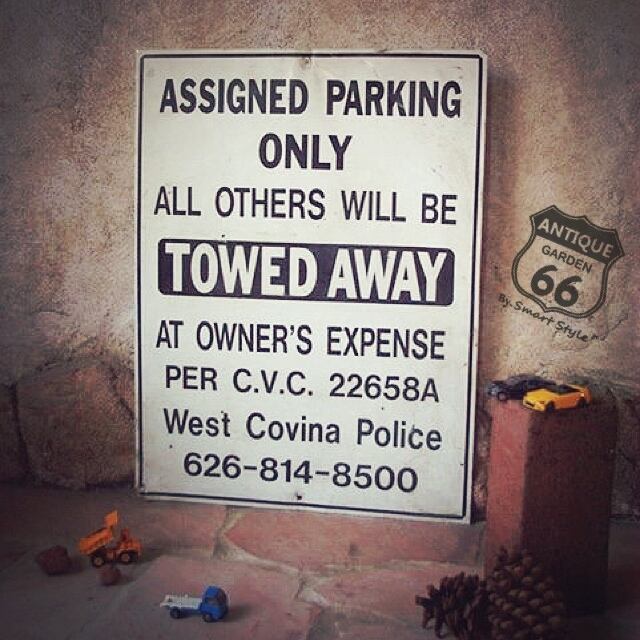 ASSIGNED PARKING
ONLY
ALL OTHERS WILL BE
TOWED AWAY
AT OWNER'S EXPENSE
PER C.V.C. 22658A
West Covina Police
626-814-8500
ANTIQUE
GARDEN
66
By.Smart Style